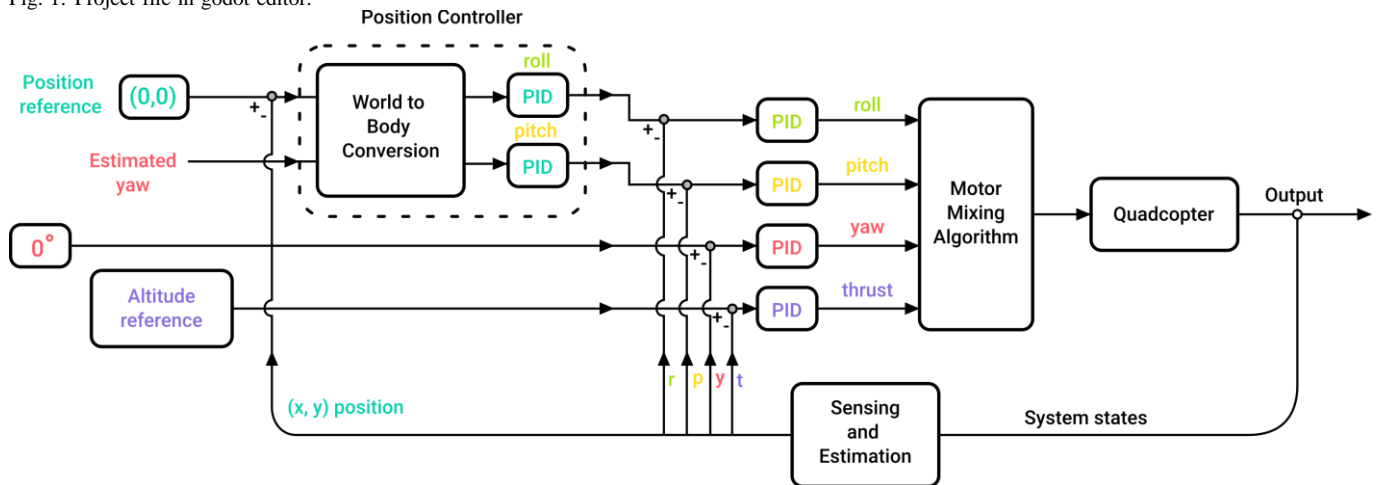 Fig. 1. Project file in godot editor.
Position Controller
Position
reference
(0,0)
+
-
World to
Body
Conversion
roll
PID
pitch
PID
Estimated
yaw
0°
Altitude
reference
+
-
+
-
+
-
+
-
PID
roll
PID
pitch
PID
yaw
PID
thrust
Motor
Mixing
Algorithm
Quadcopter
Output
r
p
y
t
(x, y) position
Sensing
and
Estimation
System states